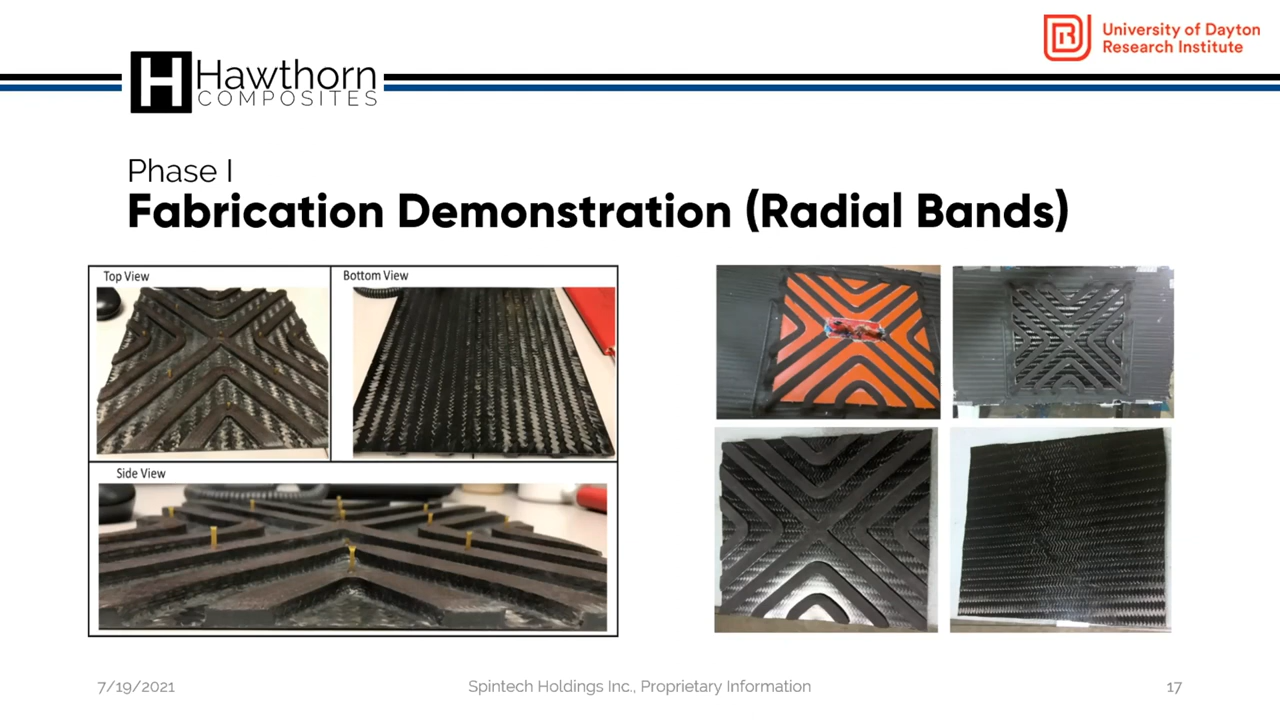 University of Dayton
Research Institute
H Hawthorn
COMPOSITES
Phase I
Fabrication Demonstration (Radial Bands)
Top View
Bottom View
Side View
7/19/2021
Spintech Holdings Inc., Proprietary Information
17